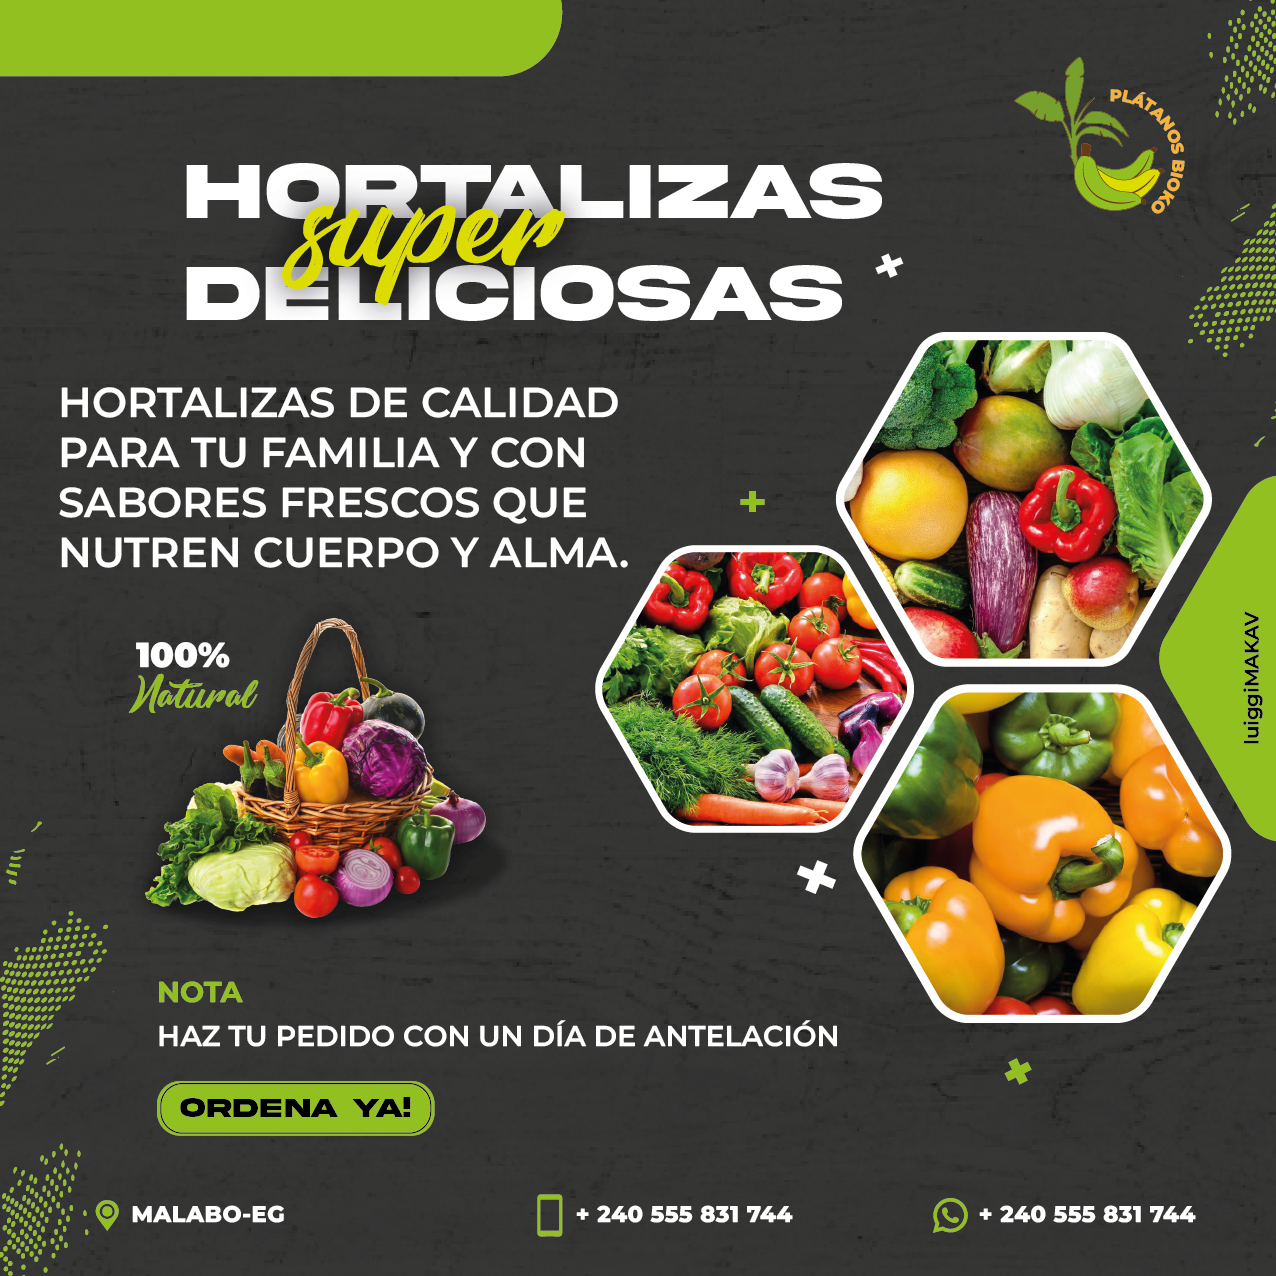 PLÁTANOS BIOKO
HORTALIZAS
super
DELICIOSAS
HORTALIZAS DE CALIDAD
PARA TU FAMILIA Y CON
SABORES FRESCOS QUE
NUTREN CUERPO Y ALMA.
100%
Natural
luiggiMAKAV
NOTA
HAZ TU PEDIDO CON UN DÍA DE ANTELACIÓN
ORDENA YA!
MALABO-EG
+ 240 555 831 744
+ 240 555 831 744